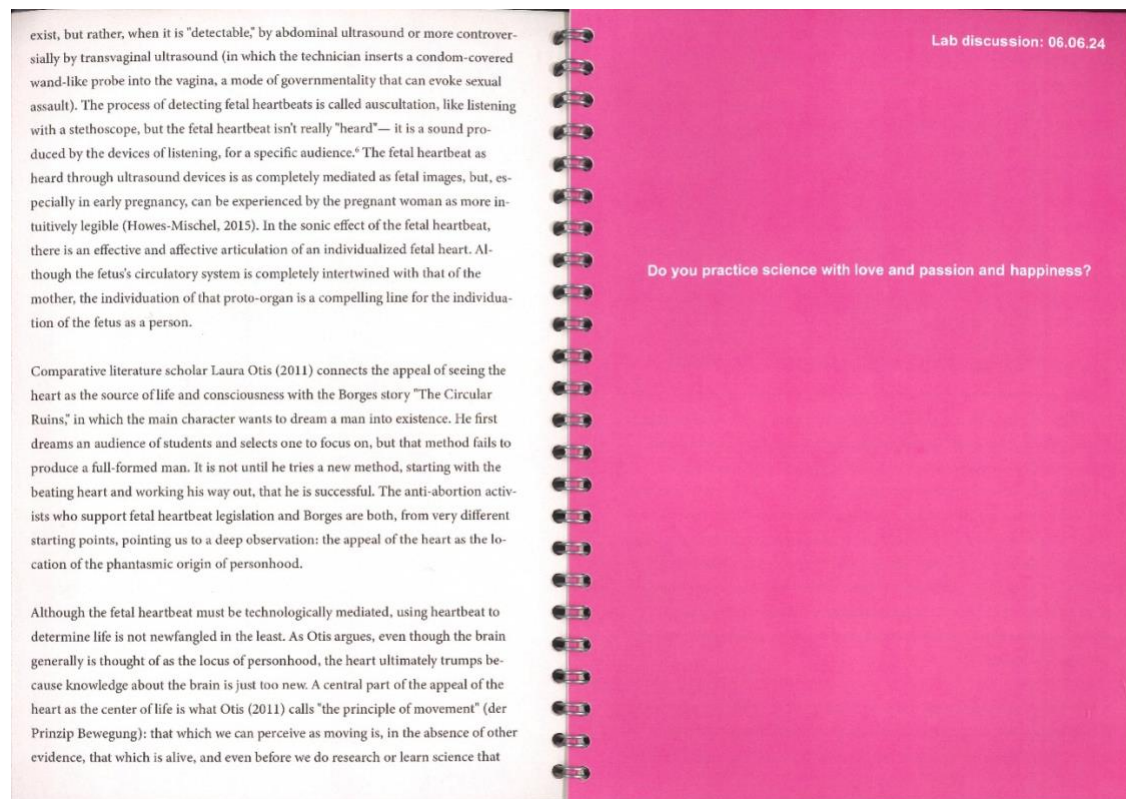 exist, but rather, when it is "detectable," by abdominal ultrasound or more controver-
sially by transvaginal ultrasound (in which the technician inserts a condom-covered
wand-like probe into the vagina, a mode of governmentality that can evoke sexual
assault). The process of detecting fetal heartbeats is called auscultation, like listening
with a stethoscope, but the fetal heartbeat isn't really "heard"— it is a sound pro-
duced by the devices of listening, for a specific audience.⁶ The fetal heartbeat as
heard through ultrasound devices is as completely mediated as fetal images, but, es-
pecially in early pregnancy, can be experienced by the pregnant woman as more in-
tuitively legible (Howes-Mischel, 2015). In the sonic effect of the fetal heartbeat,
there is an effective and affective articulation of an individualized fetal heart. Al-
though the fetus's circulatory system is completely intertwined with that of the
mother, the individuation of that proto-organ is a compelling line for the individua-
tion of the fetus as a person.
Comparative literature scholar Laura Otis (2011) connects the appeal of seeing the
heart as the source of life and consciousness with the Borges story "The Circular
Ruins," in which the main character wants to dream a man into existence. He first
dreams an audience of students and selects one to focus on, but that method fails to
produce a full-formed man. It is not until he tries a new method, starting with the
beating heart and working his way out, that he is successful. The anti-abortion activ-
ists who support fetal heartbeat legislation and Borges are both, from very different
starting points, pointing us to a deep observation: the appeal of the heart as the lo-
cation of the phantasmic origin of personhood.
Although the fetal heartbeat must be technologically mediated, using heartbeat to
determine life is not newfangled in the least. As Otis argues, even though the brain
generally is thought of as the locus of personhood, the heart ultimately trumps be-
cause knowledge about the brain is just too new. A central part of the appeal of the
heart as the center of life is what Otis (2011) calls "the principle of movement" (der
Prinzip Bewegung): that which we can perceive as moving is, in the absence of other
evidence, that which is alive, and even before we do research or learn science that
Lab discussion: 06.06.24
Do you practice science with love and passion and happiness?